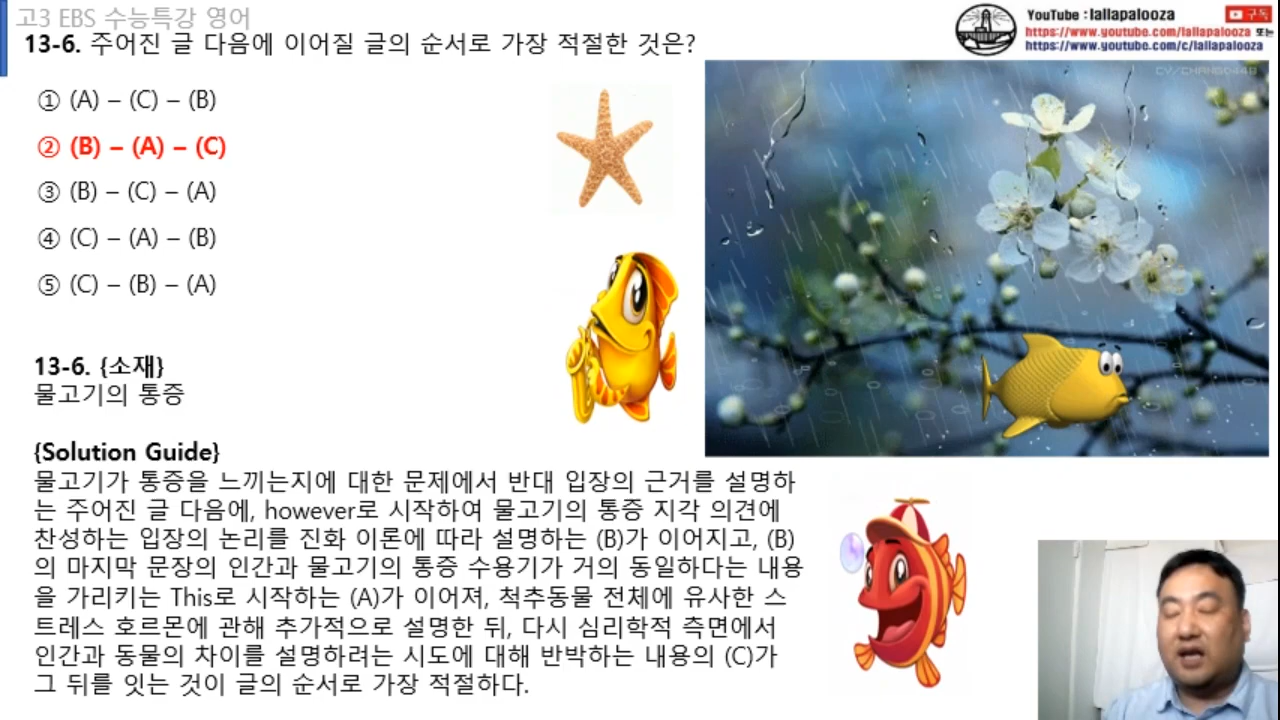 고3 EBS 수능특강 영어
13-6. 주어진 글 다음에 이어질 글의 순서로 가장 적절한 것은?
YouTube : lallapalooza
구독
https://www.youtube.com/lallapalooza 또는
https://www.youtube.com/c/lallapalooza
① (A) – (C) – (B)
② (B) – (A) – (C)
③ (B) – (C) – (A)
④ (C) – (A) – (B)
⑤ (C) – (B) – (A)
13-6. {소재}
물고기의 통증
{Solution Guide}
물고기가 통증을 느끼는지에 대한 문제에서 반대 입장의 근거를 설명하
는 주어진 글 다음에, however로 시작하여 물고기의 통증 지각 의견에
찬성하는 입장의 논리를 진화 이론에 따라 설명하는 (B)가 이어지고, (B)
의 마지막 문장의 인간과 물고기의 통증 수용기가 거의 동일하다는 내용
을 가리키는 This로 시작하는 (A)가 이어져, 척추동물 전체에 유사한 스
트레스 호르몬에 관해 추가적으로 설명한 뒤, 다시 심리학적 측면에서
인간과 동물의 차이를 설명하려는 시도에 대해 반박하는 내용의 (C)가
그 뒤를 잇는 것이 글의 순서로 가장 적절하다.